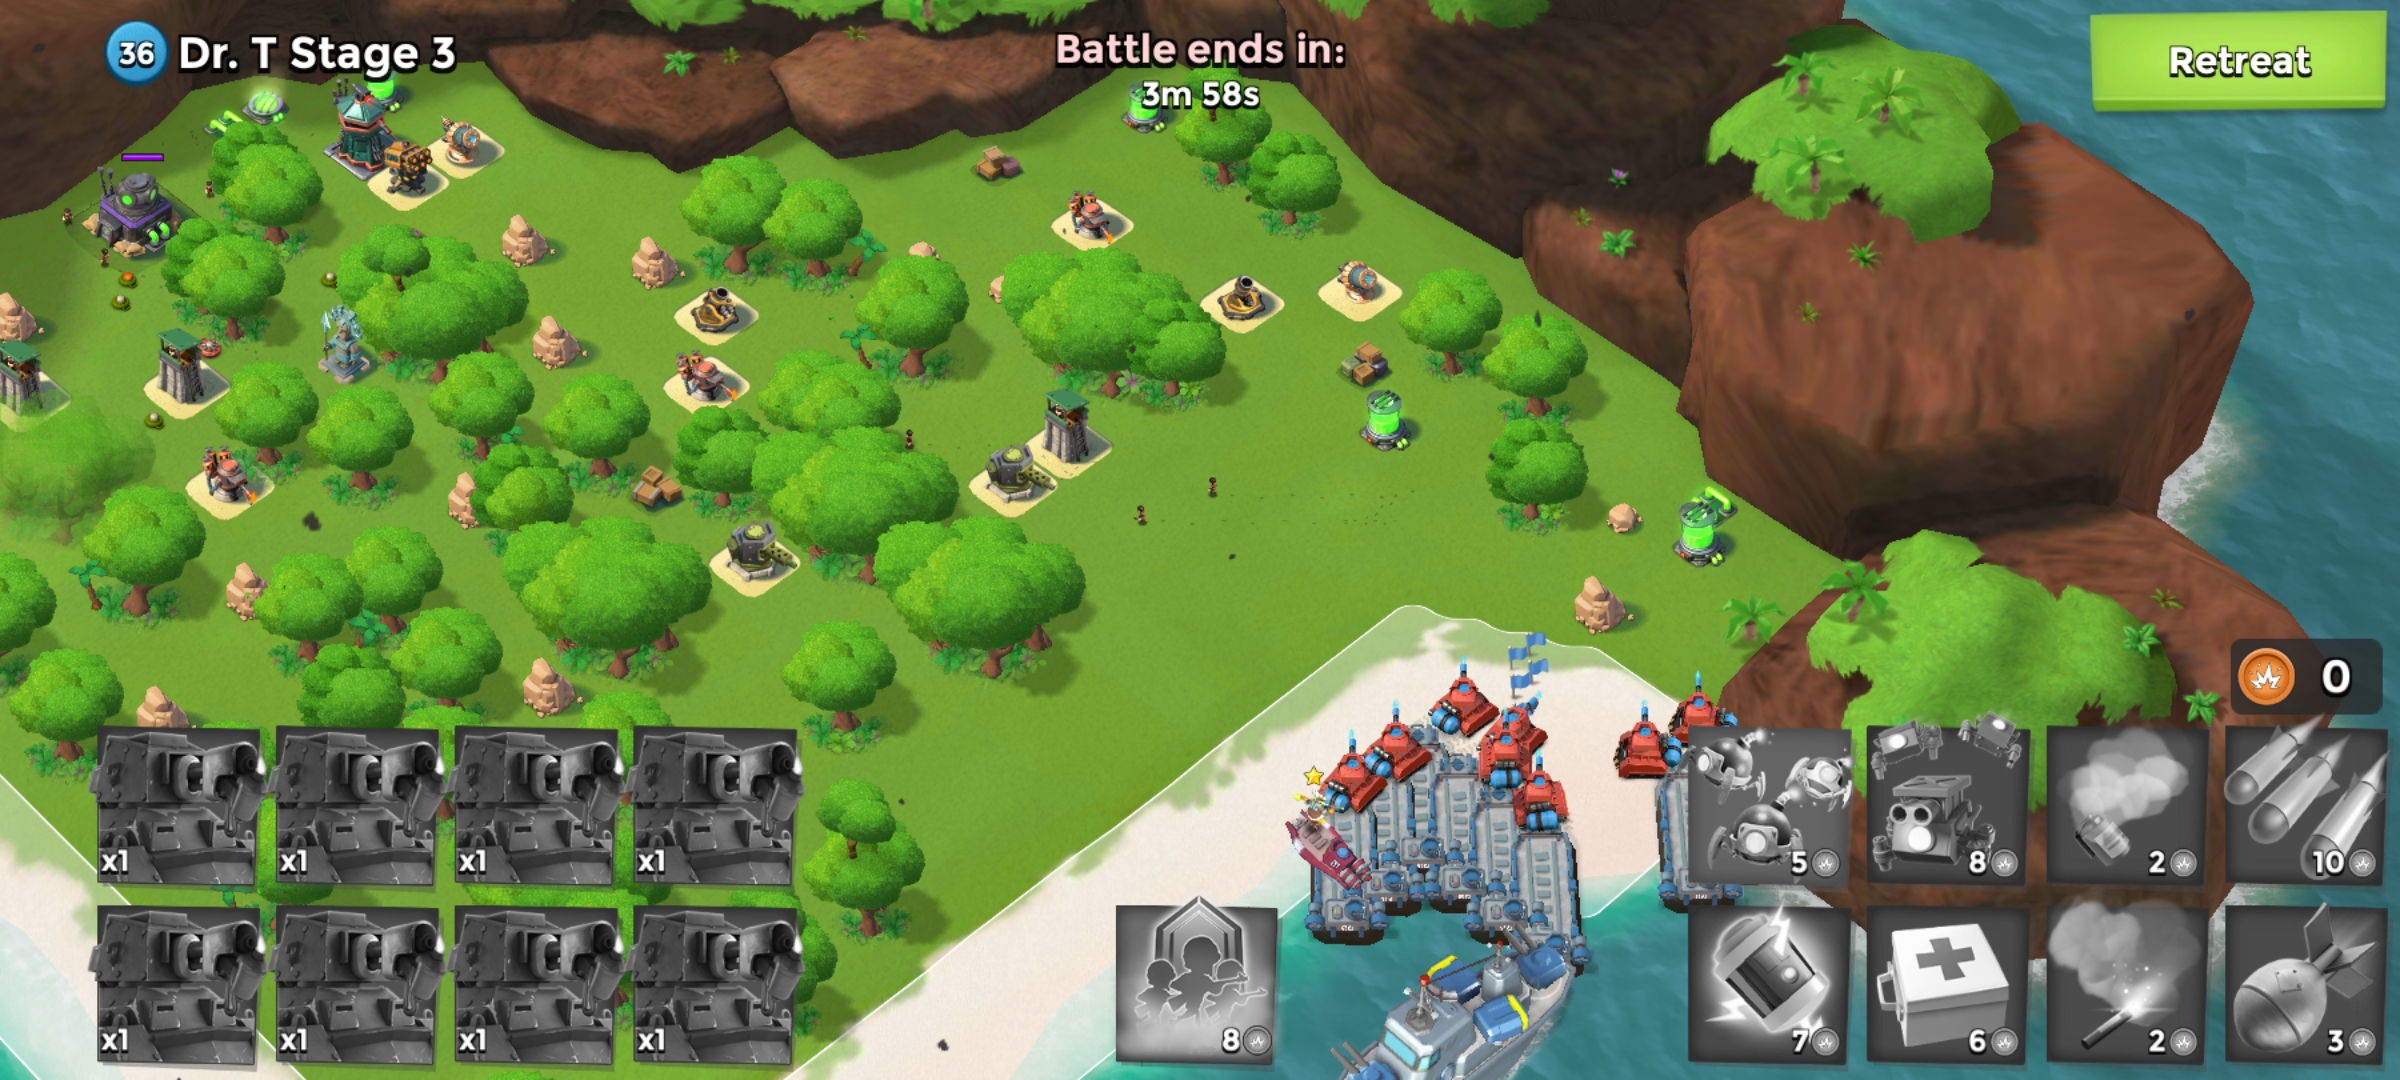 36 Dr. T Stage 3
Battle ends in:
3m 58s
Retreat
0
x1 x1 x1 x1
5 8 2 10
x1 x1 x1 x1
8
7 6 2 3